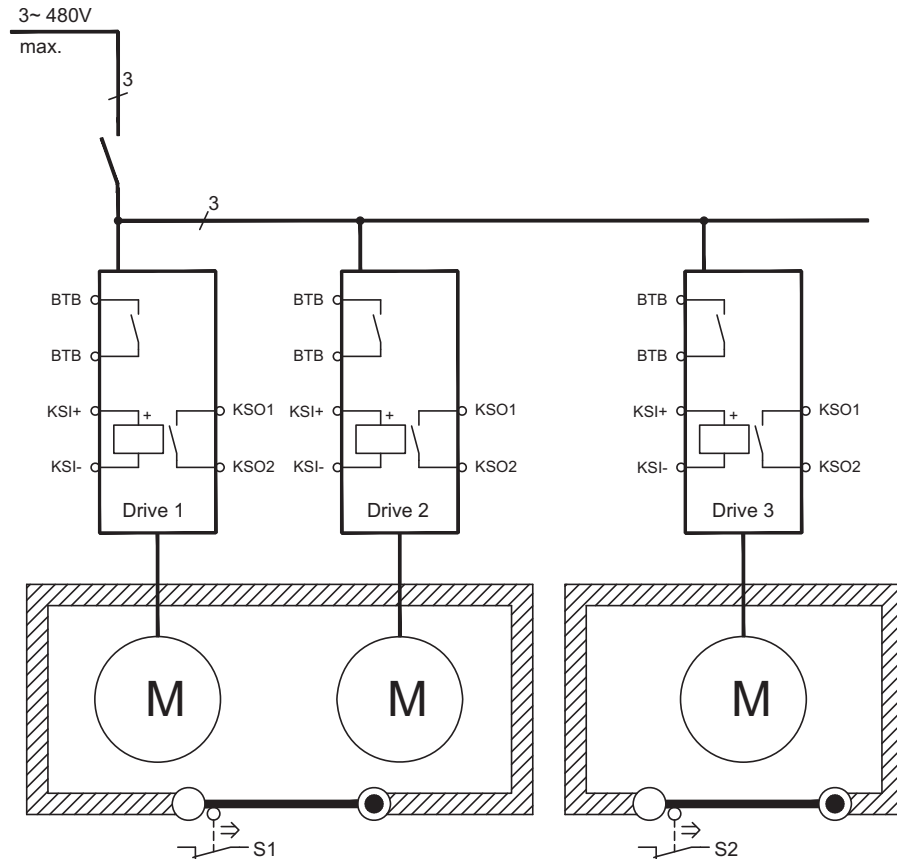 3~ 480V
max.
3
3
BTB
BTB
KSI+
KSI-
+
KSO1
KSO2
Drive 1
BTB
BTB
KSI+
KSI-
+
KSO1
KSO2
Drive 2
BTB
BTB
KSI+
KSI-
+
KSO1
KSO2
Drive 3
M
M
M
S1
S2